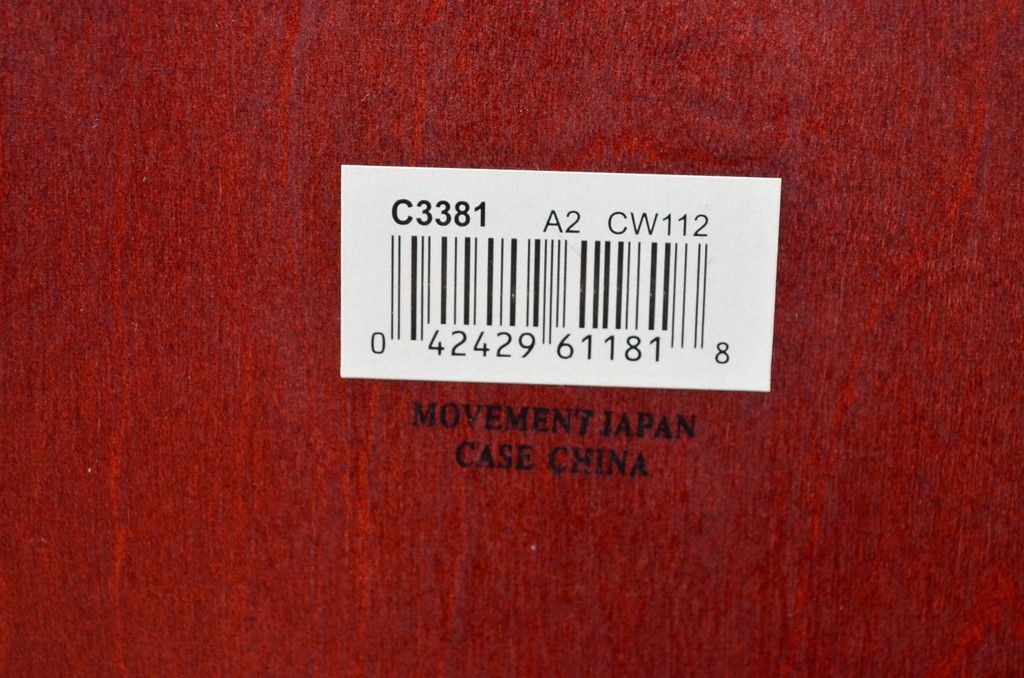 C3381 A2 CW112
0 42429 61181 8
MOVEMENT JAPAN
CASE CHINA